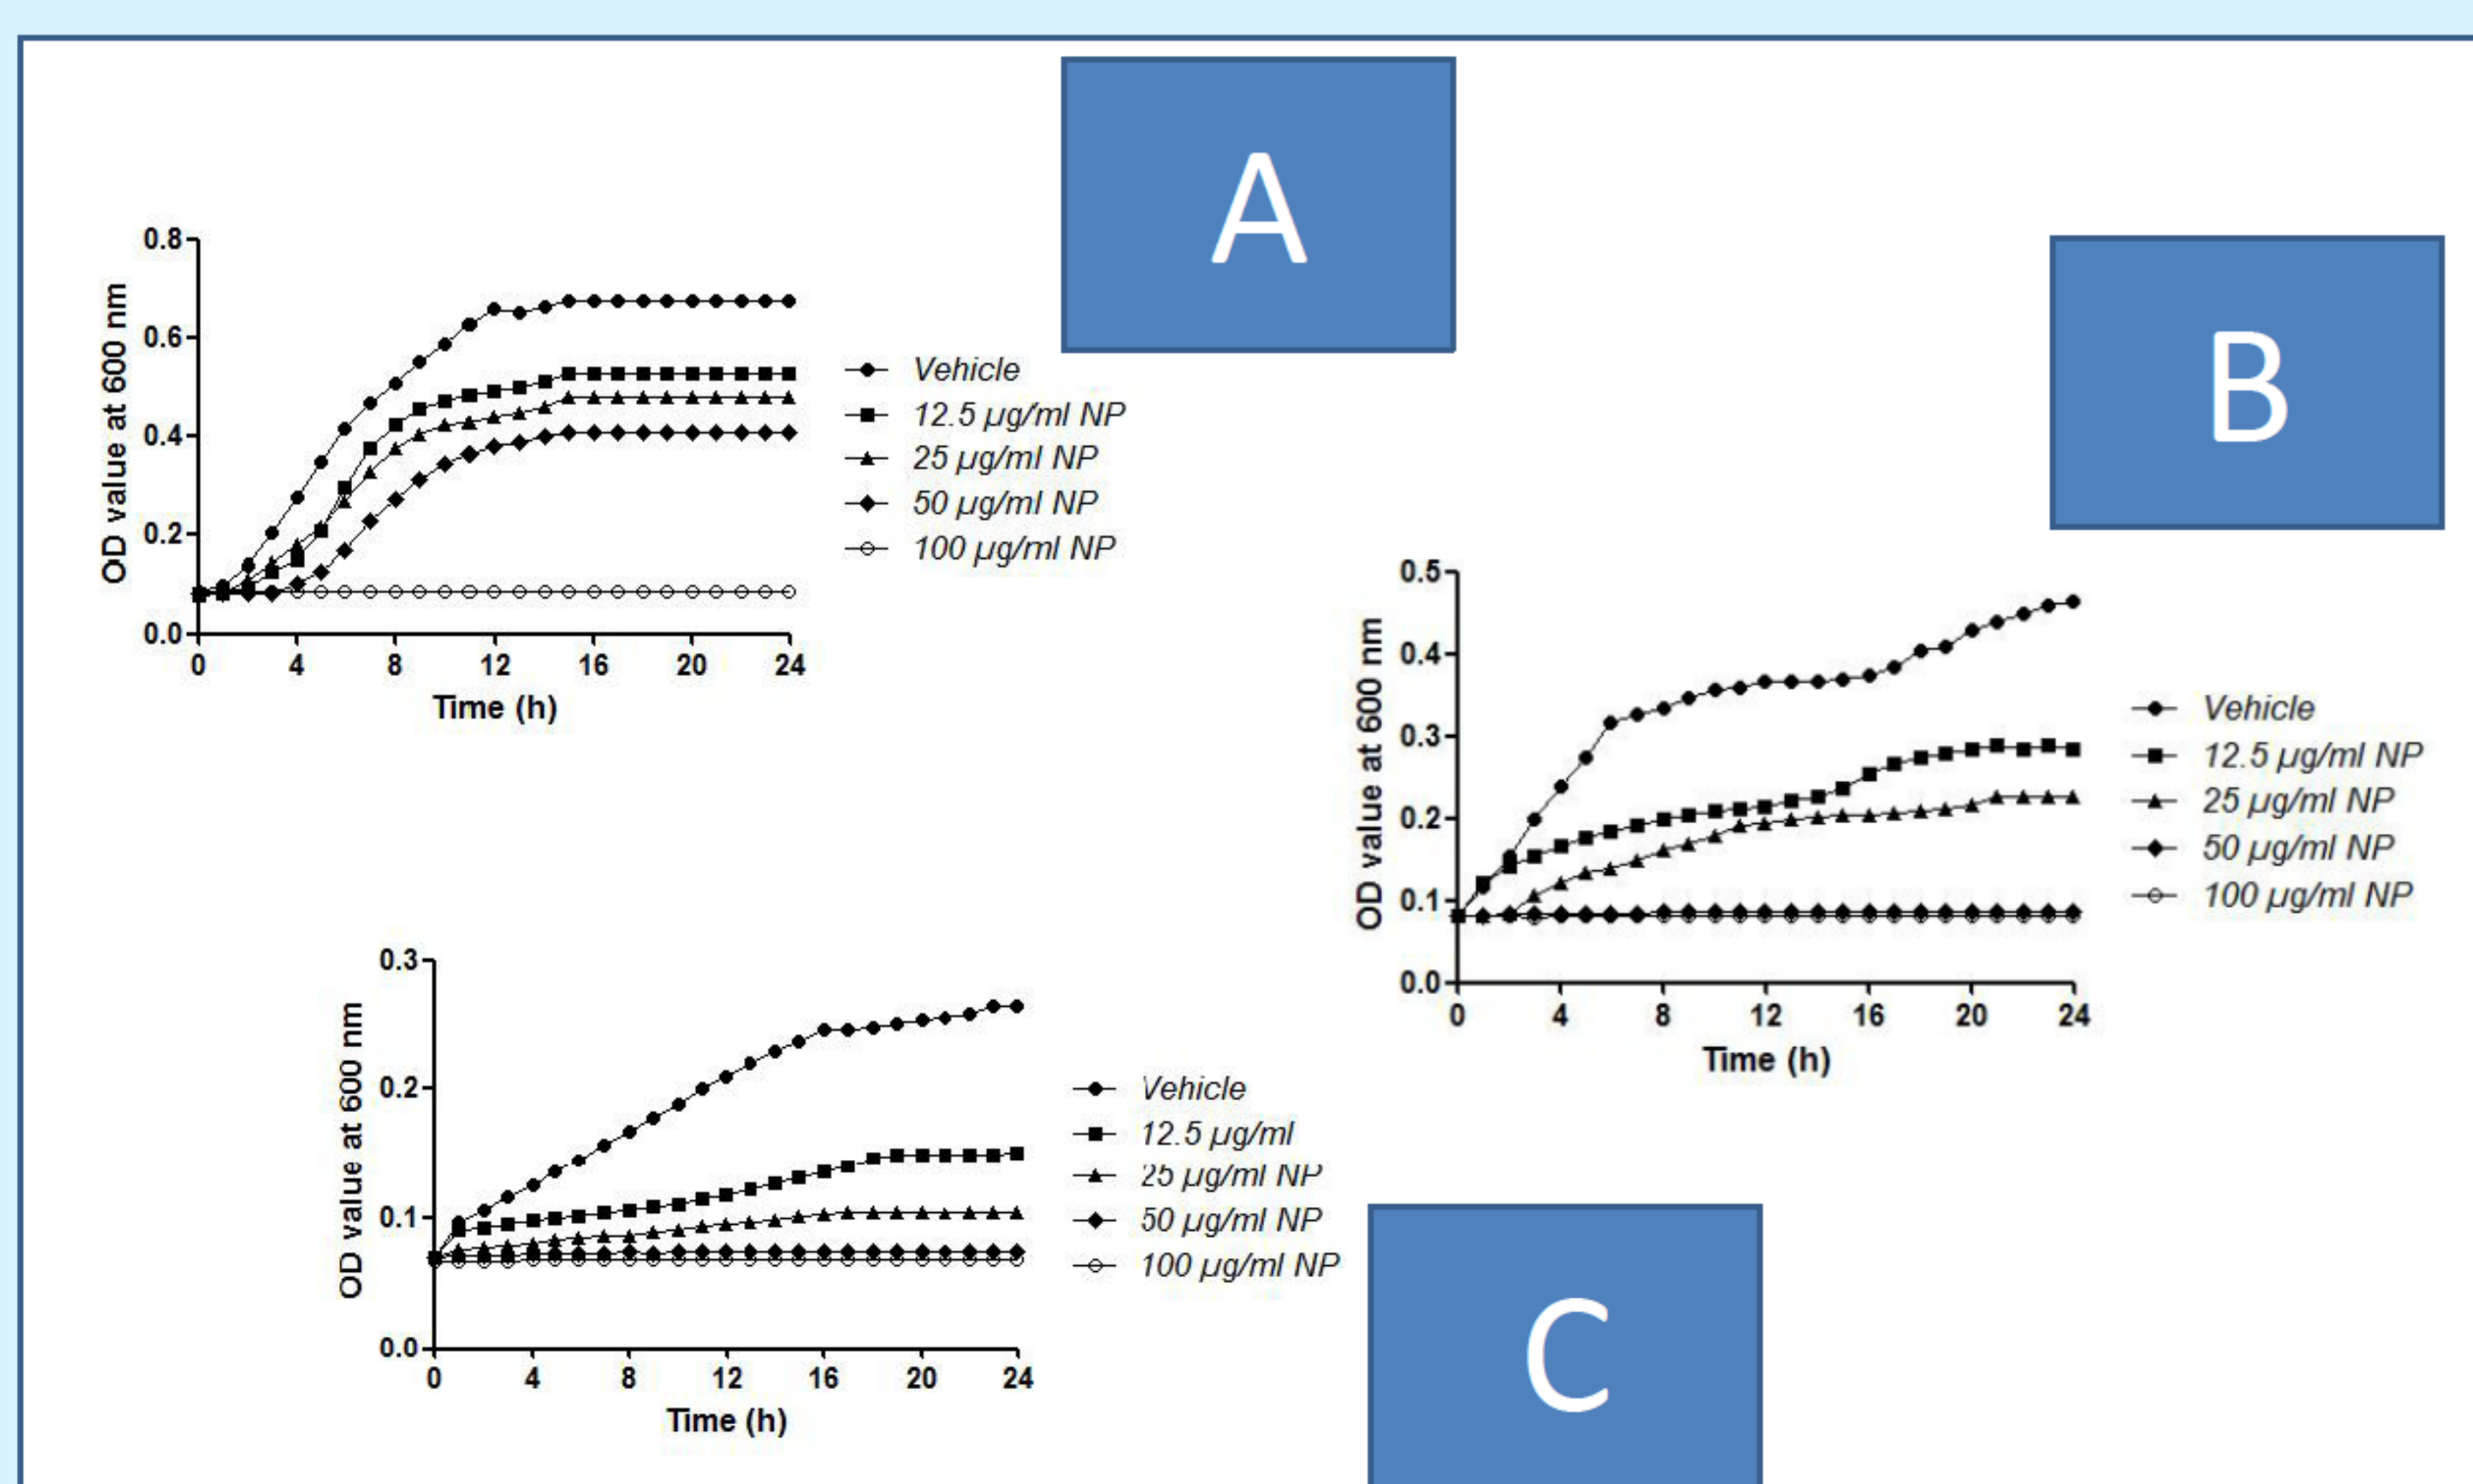 A
0.8
0.6
0.4
0.2
0.0
OD value at 600 nm
0 4 8 12 16 20 24
Time (h)
Vehicle
12.5 µg/ml NP
25 µg/ml NP
50 µg/ml NP
100 µg/ml NP
B
0.5
0.4
0.3
0.2
0.1
0.0
OD value at 600 nm
0 4 8 12 16 20 24
Time (h)
Vehicle
12.5 µg/ml NP
25 µg/ml NP
50 µg/ml NP
100 µg/ml NP
0.3
0.2
0.1
0.0
OD value at 600 nm
0 4 8 12 16 20 24
Time (h)
Vehicle
12.5 µg/ml
25 µg/ml NP
50 µg/ml NP
100 µg/ml NP
C